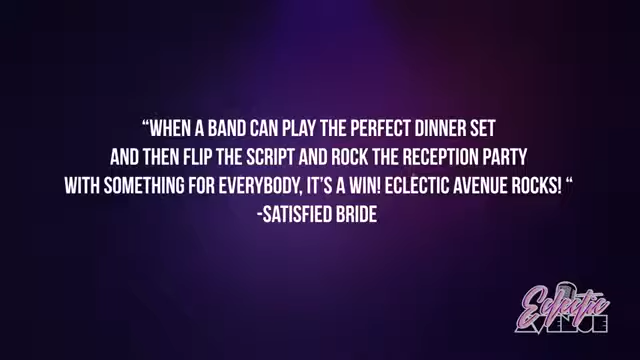 “WHEN A BAND CAN PLAY THE PERFECT DINNER SET
AND THEN FLIP THE SCRIPT AND ROCK THE RECEPTION PARTY
WITH SOMETHING FOR EVERYBODY, IT'S A WIN! ECLECTIC AVENUE ROCKS! “
-SATISFIED BRIDE
Eclectic
AVENUE